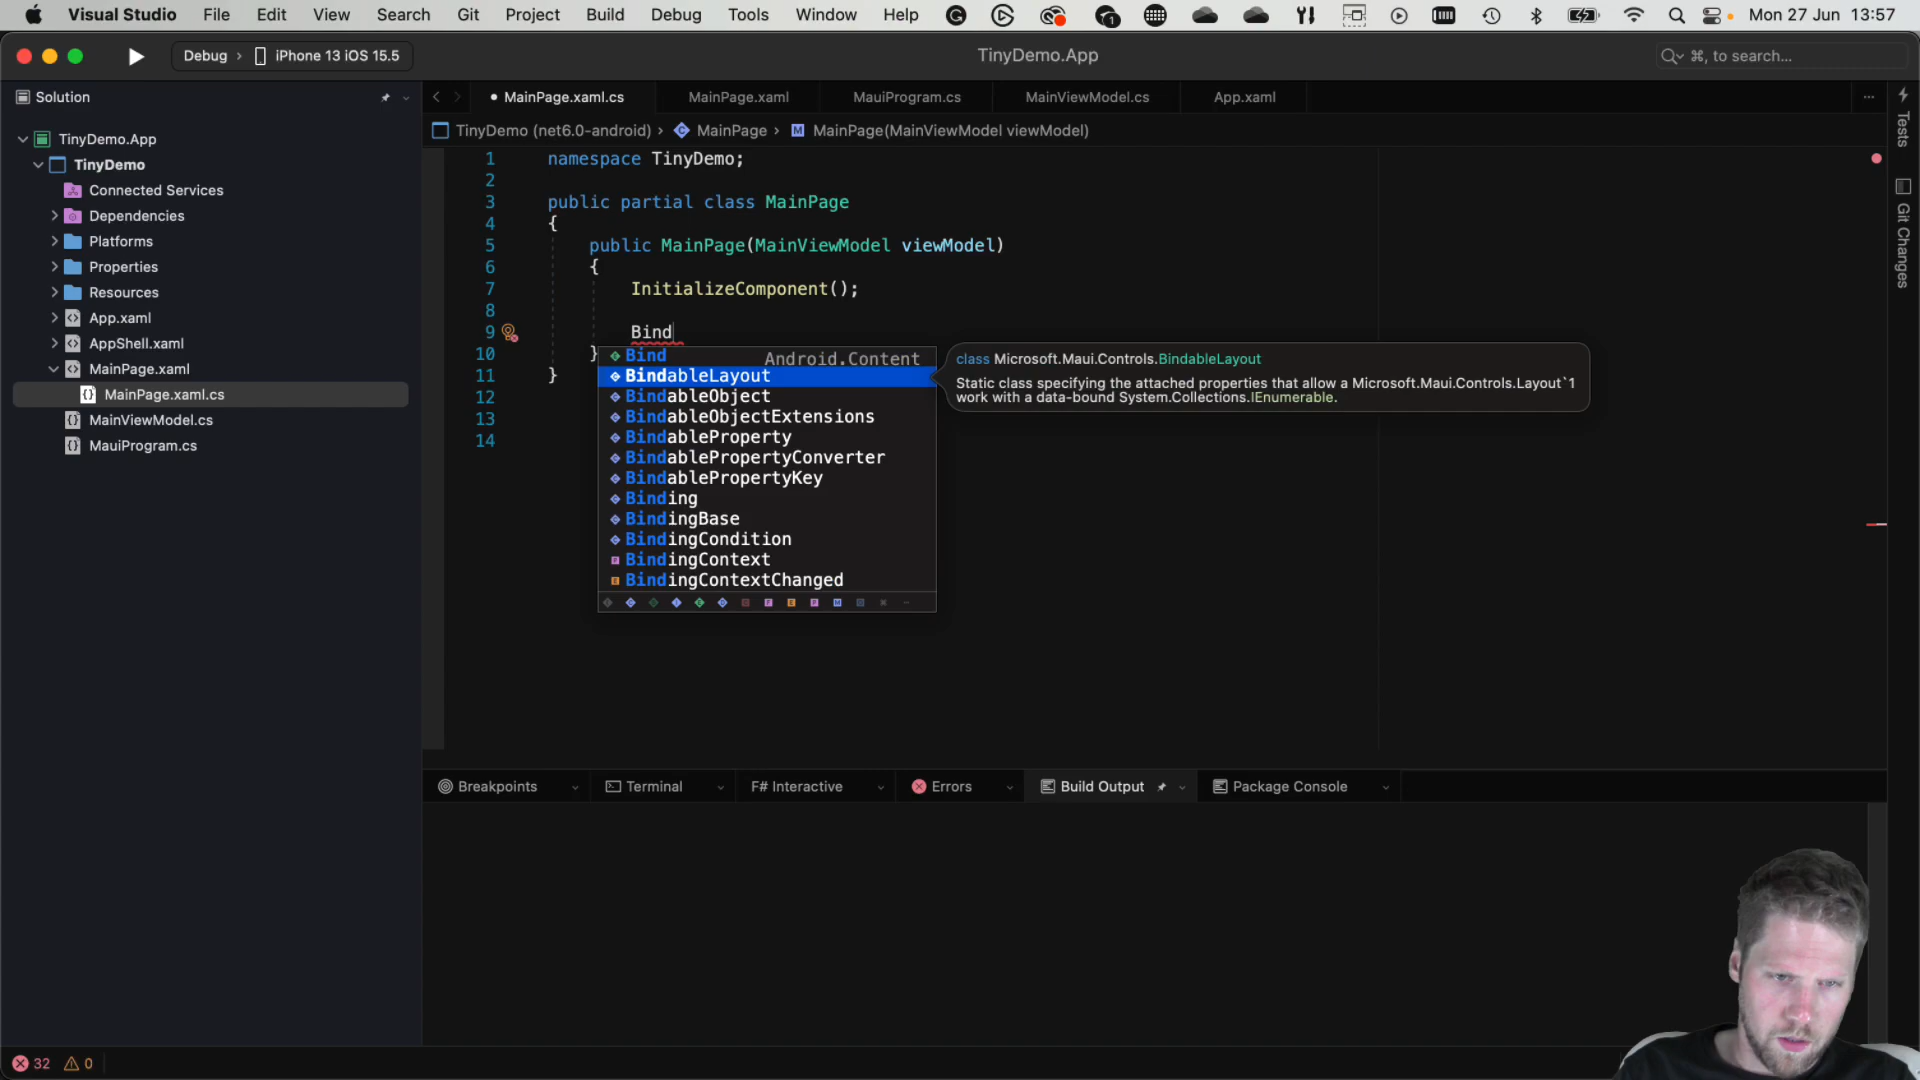 Visual Studio File Edit View Search Git Project Build Debug Tools Window Help 1 Mon 27 Jun 13:57
Debug › iPhone 13 iOS 15.5 TinyDemo.App ⌘, to search...
Solution
TinyDemo.App
TinyDemo
Connected Services
Dependencies
Platforms
Properties
Resources
App.xaml
AppShell.xaml
MainPage.xaml
MainPage.xaml.cs
MainViewModel.cs
MauiProgram.cs
MainPage.xaml.cs MainPage.xaml MauiProgram.cs MainViewModel.cs App.xaml
TinyDemo (net6.0-android) › MainPage › MainPage(MainViewModel viewModel)
1 namespace TinyDemo;
2
3 public partial class MainPage
4 {
5 public MainPage(MainViewModel viewModel)
6 {
7 InitializeComponent();
8
9 Bind
10 }
11 }
12
13
14
Bind Android.Content
BindableLayout
BindableObject
BindableObjectExtensions
BindableProperty
BindablePropertyConverter
BindablePropertyKey
Binding
BindingBase
BindingCondition
BindingContext
BindingContextChanged
class Microsoft.Maui.Controls.BindableLayout
Static class specifying the attached properties that allow a Microsoft.Maui.Controls.Layout`1
work with a data-bound System.Collections.IEnumerable.
Tests
Git Changes
Breakpoints Terminal F# Interactive Errors Build Output Package Console
32 0